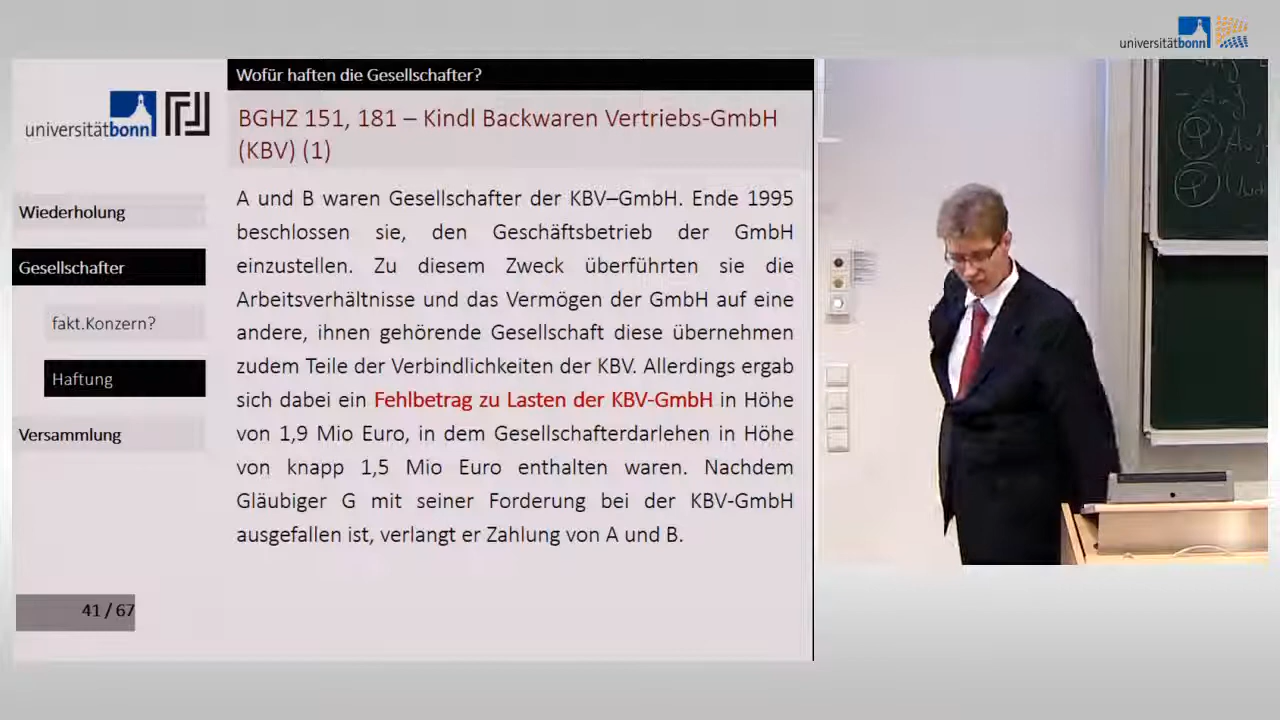 universitätbonn
Wofür haften die Gesellschafter?
universitätbonn
BGHZ 151, 181 – Kindl Backwaren Vertriebs-GmbH
(KBV) (1)
A und B waren Gesellschafter der KBV–GmbH. Ende 1995
beschlossen sie, den Geschäftsbetrieb der GmbH
einzustellen. Zu diesem Zweck überführten sie die
Arbeitsverhältnisse und das Vermögen der GmbH auf eine
andere, ihnen gehörende Gesellschaft diese übernehmen
zudem Teile der Verbindlichkeiten der KBV. Allerdings ergab
sich dabei ein Fehlbetrag zu Lasten der KBV-GmbH in Höhe
von 1,9 Mio Euro, in dem Gesellschafterdarlehen in Höhe
von knapp 1,5 Mio Euro enthalten waren. Nachdem
Gläubiger G mit seiner Forderung bei der KBV-GmbH
ausgefallen ist, verlangt er Zahlung von A und B.
Wiederholung
Gesellschafter
fakt.Konzern?
Haftung
Versammlung
41 / 67